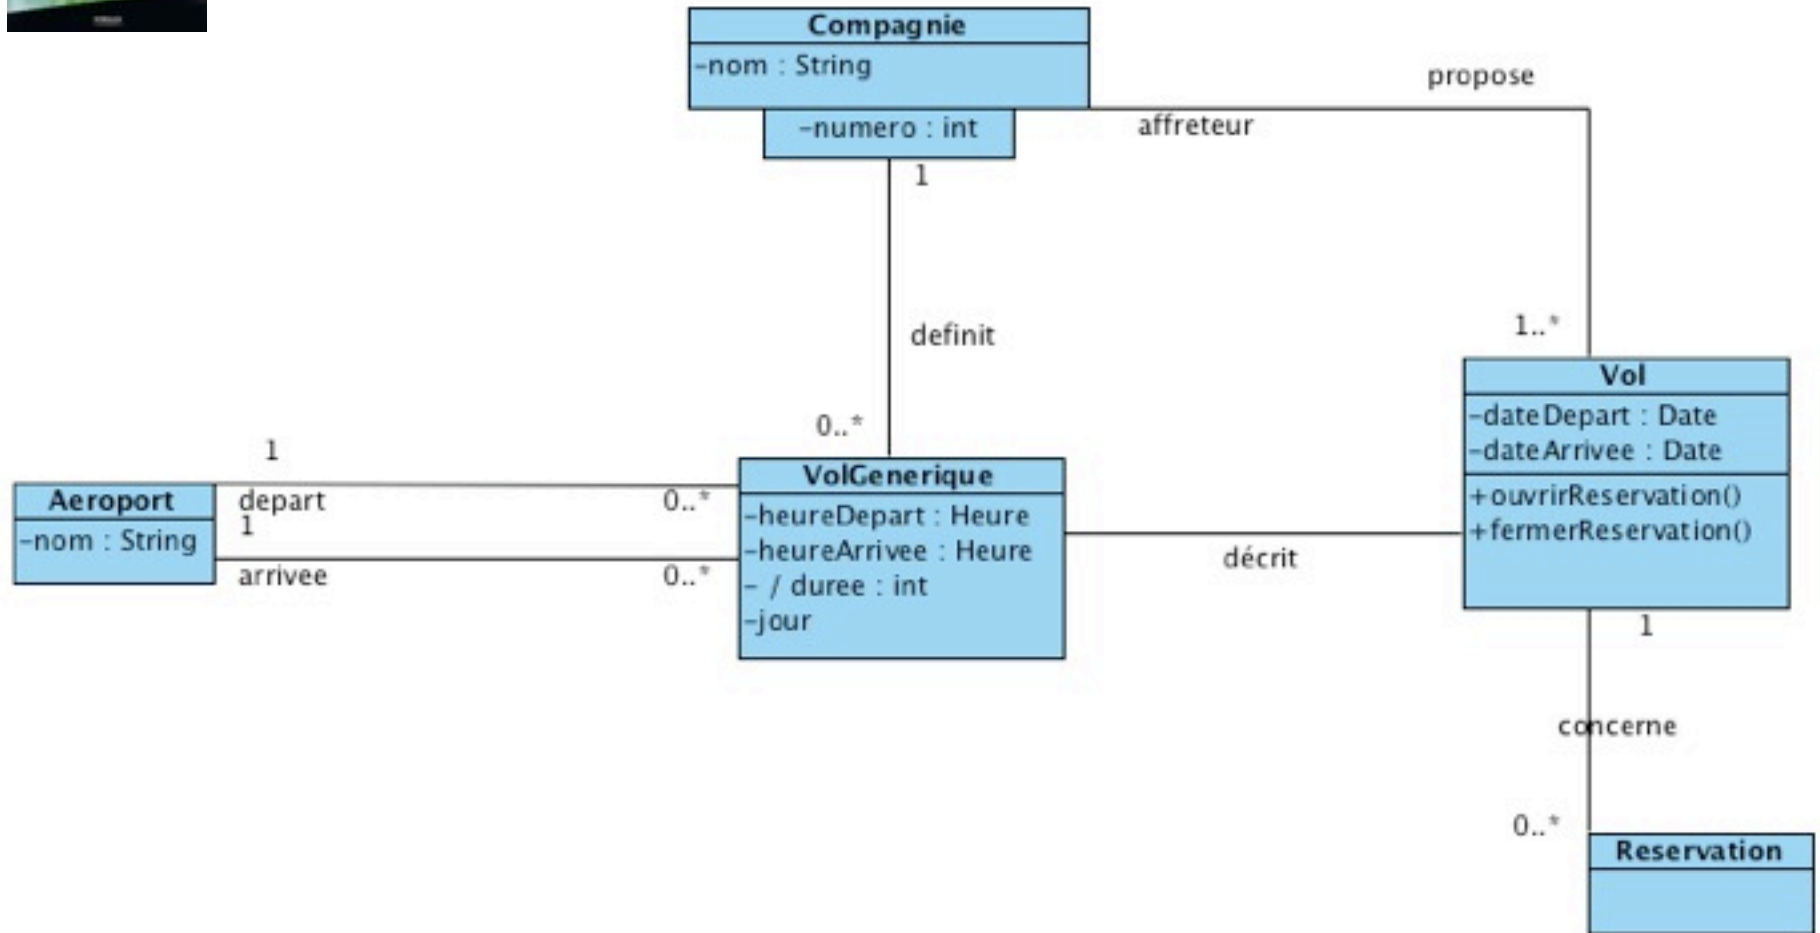 Compagnie
-nom : String
-numero : int
1
propose
affreteur
definit
0..*
1..*
Vol
-dateDepart : Date
-dateArrivee : Date
+ouvrirReservation()
+fermerReservation()
1
depart
0..*
1
arrivee
0..*
Aeroport
-nom : String
VolGenerique
-heureDepart : Heure
-heureArrivee : Heure
- / duree : int
-jour
décrit
1
concerne
0..*
Reservation